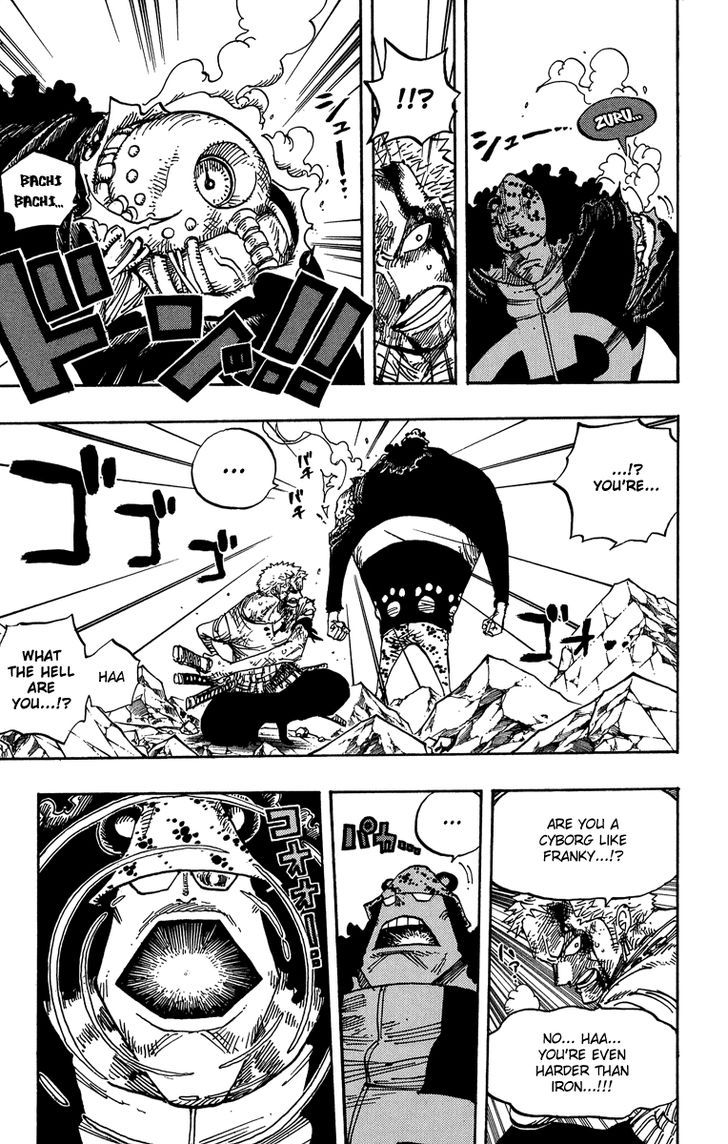 シュー…
ZURU...
!!?
シュー…
BACHI
BACHI...
ドン!!
...!?
YOU'RE...
...
バチ
バチ
ゴゴゴ
ゴオ…
WHAT
THE HELL
ARE
YOU...!?
HAA
ARE YOU A
CYBORG LIKE
FRANKY...!?
NO... HAA...
YOU'RE EVEN
HARDER THAN
IRON...!!!
...
パカ…
コオォー…